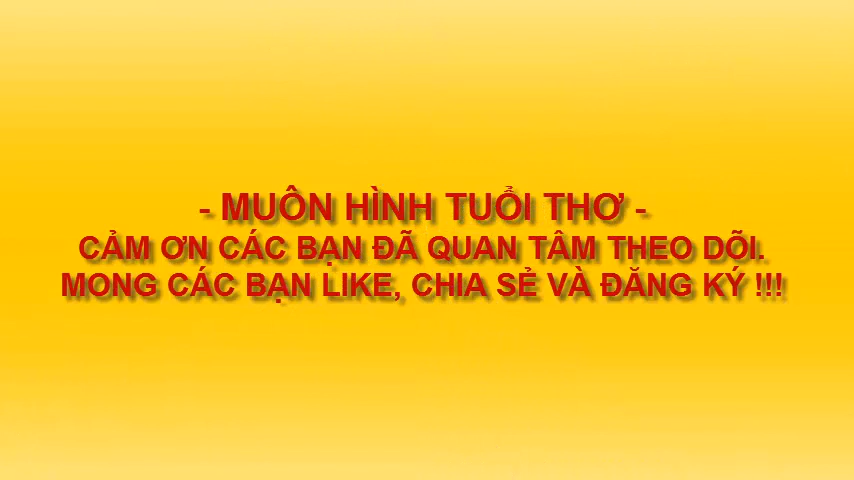 - MUÔN HÌNH TUỔI THƠ -
CẢM ƠN CÁC BẠN ĐÃ QUAN TÂM THEO DÕI.
MONG CÁC BẠN LIKE, CHIA SẺ VÀ ĐĂNG KÝ !!!